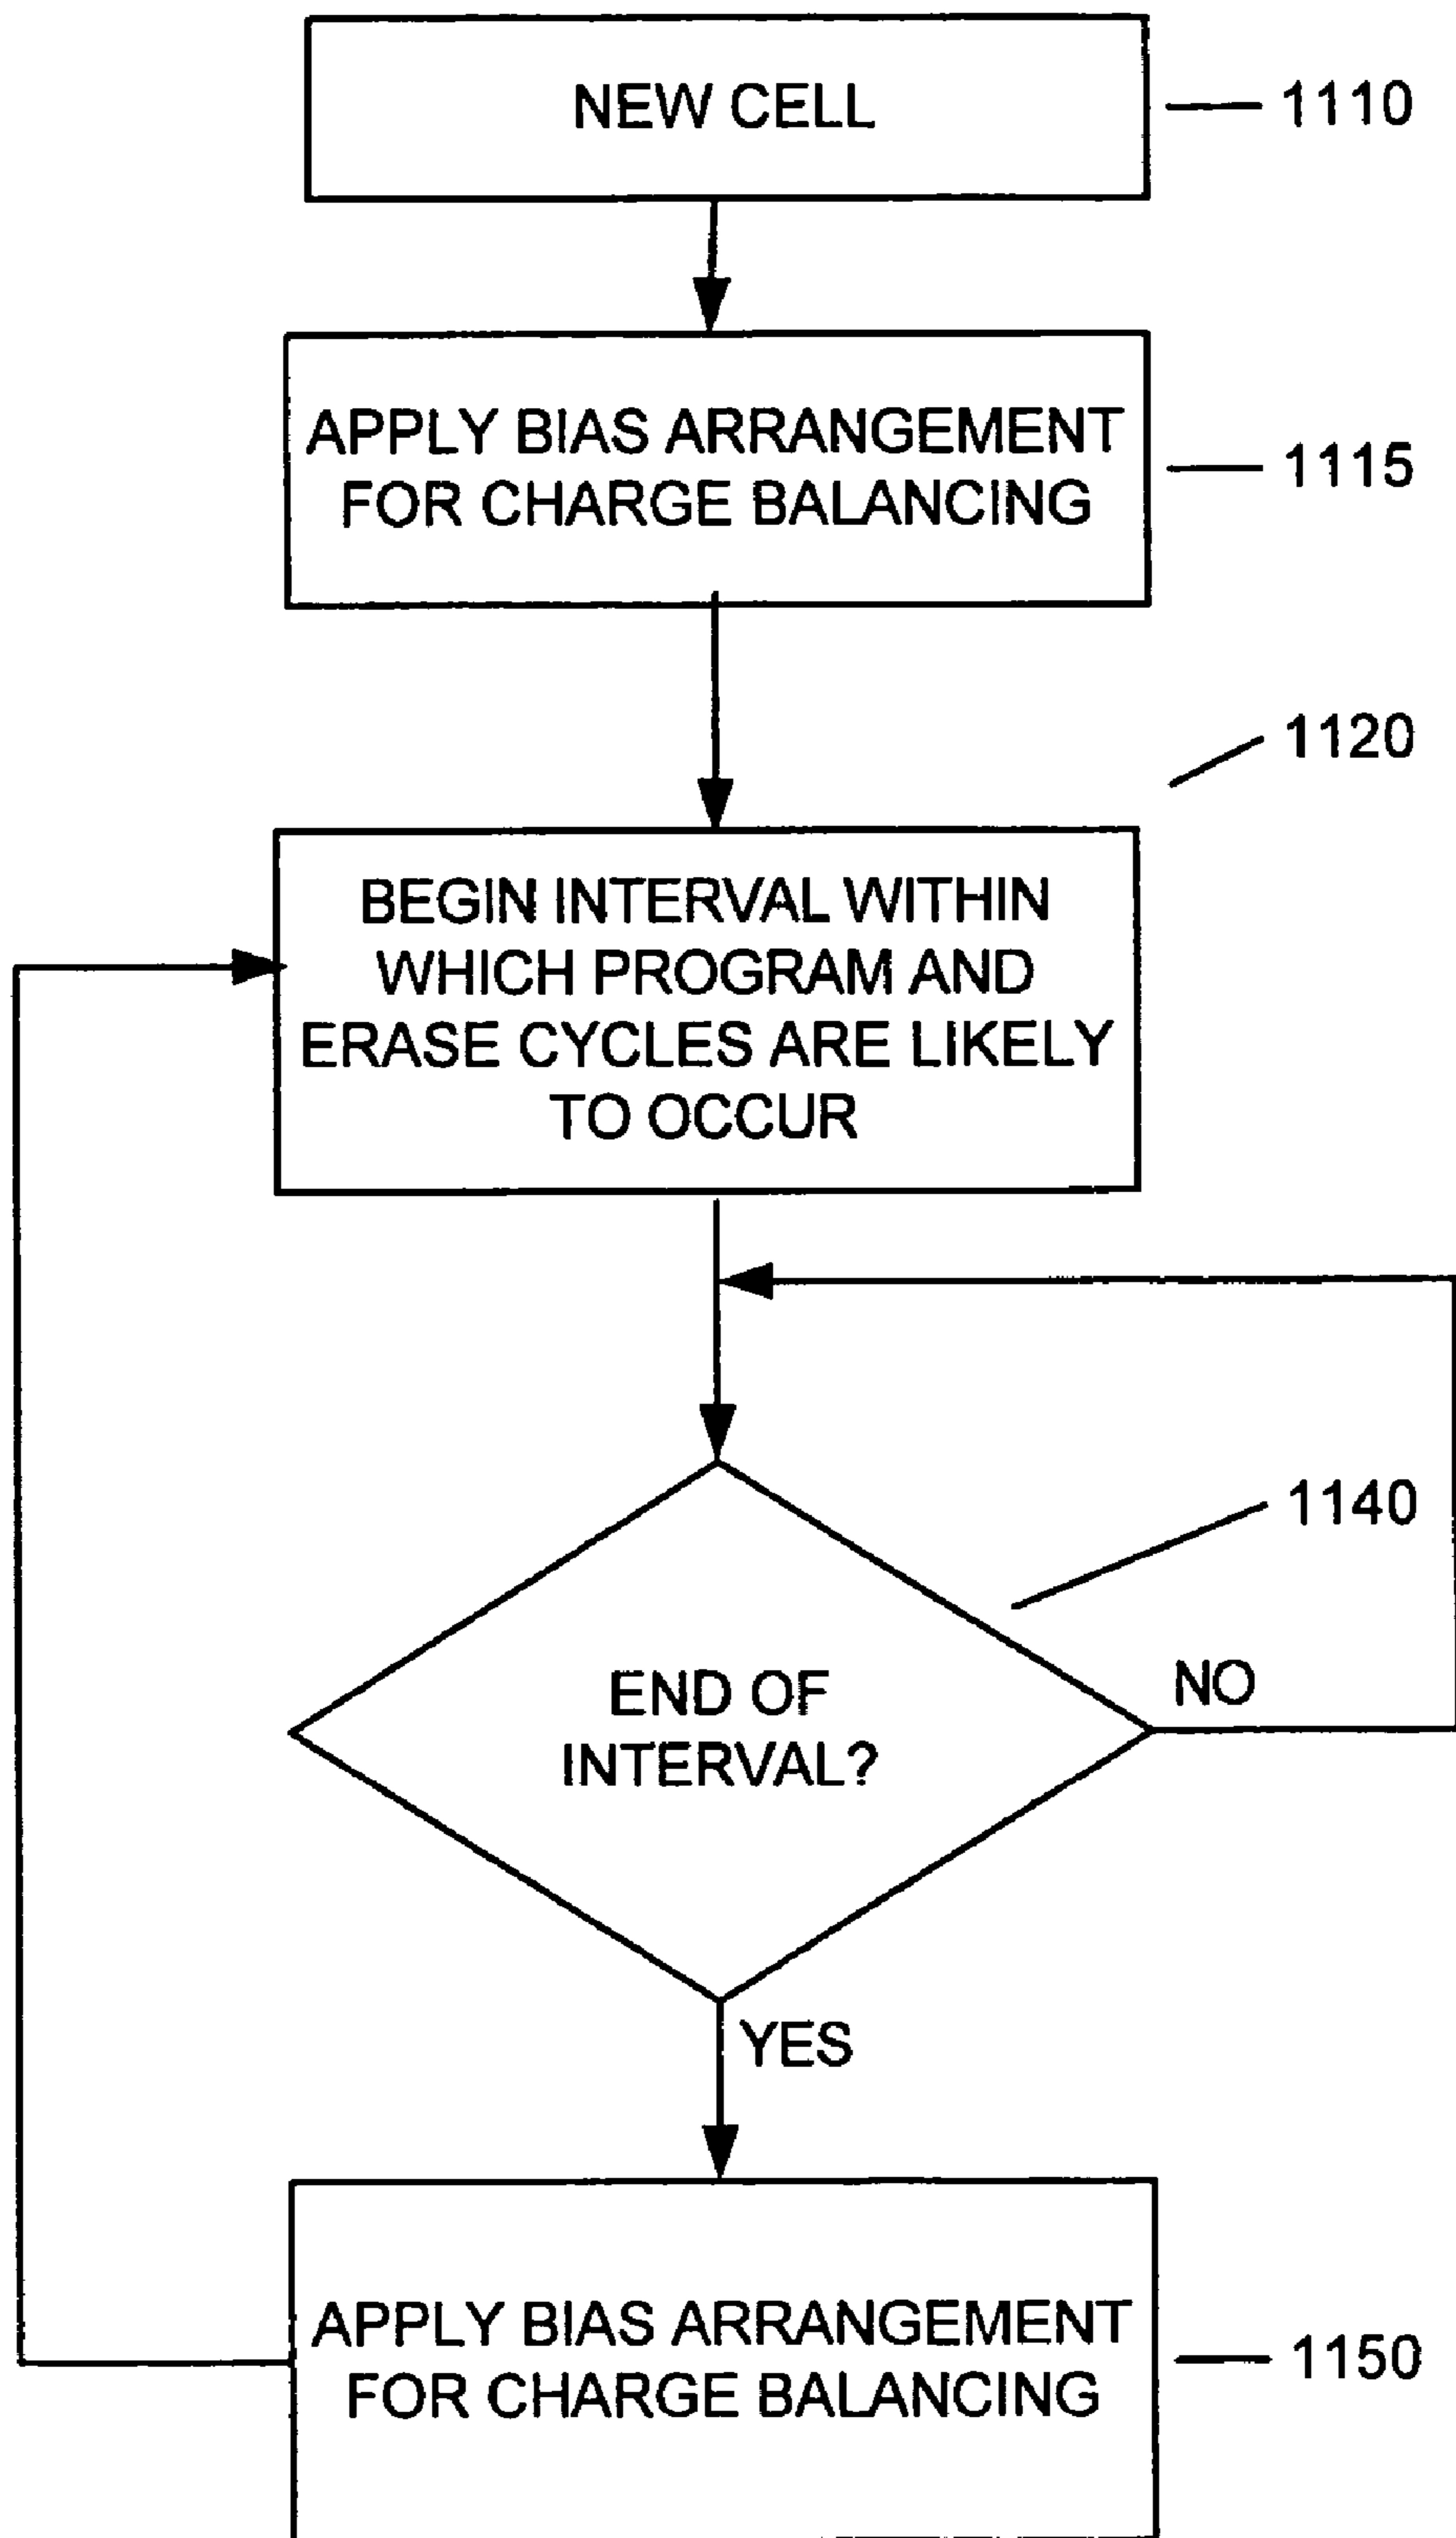 NEW CELL
1110
APPLY BIAS ARRANGEMENT
FOR CHARGE BALANCING
1115
1120
BEGIN INTERVAL WITHIN
WHICH PROGRAM AND
ERASE CYCLES ARE LIKELY
TO OCCUR
1140
END OF
INTERVAL?
NO
YES
APPLY BIAS ARRANGEMENT
FOR CHARGE BALANCING
1150